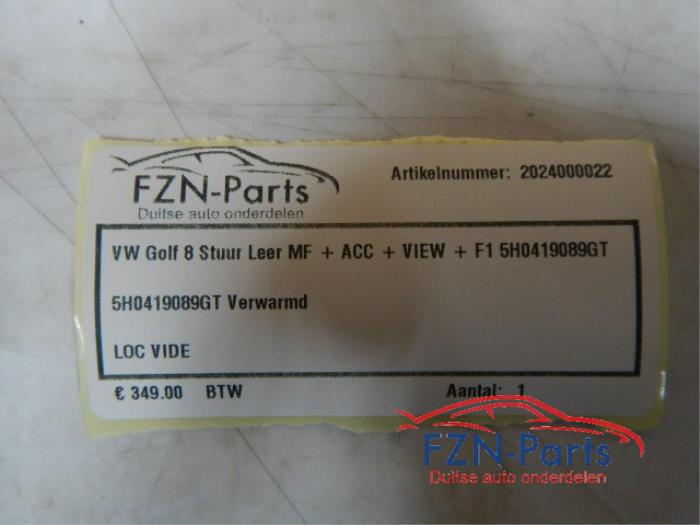 FZN-Parts
Duitse auto onderdelen
Artikelnummer: 2024000022
VW Golf 8 Stuur Leer MF + ACC + VIEW + F1 5H0419089GT
5H0419089GT Verwarmd
LOC VIDE
€ 349.00 BTW Aantal: 1
FZN-Parts
Duitse auto onderdelen